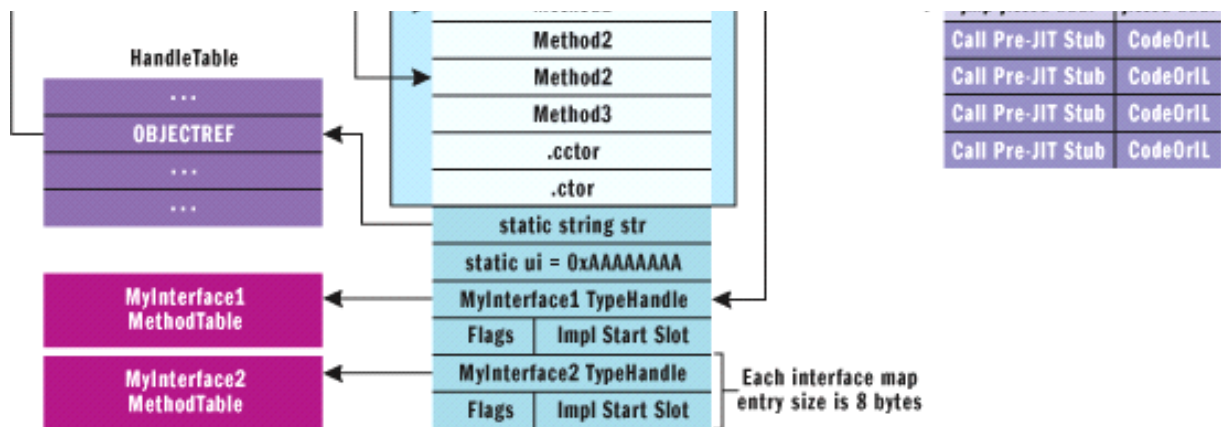 HandleTable
...
OBJECTREF
...
...
MyInterface1
MethodTable
MyInterface2
MethodTable
Method2
Method2
Method3
.cctor
.ctor
static string str
static ui = 0xAAAAAAAA
MyInterface1 TypeHandle
Flags Impl Start Slot
MyInterface2 TypeHandle
Flags Impl Start Slot
Each interface map
entry size is 8 bytes
Call Pre-JIT Stub CodeOrIL
Call Pre-JIT Stub CodeOrIL
Call Pre-JIT Stub CodeOrIL
Call Pre-JIT Stub CodeOrIL